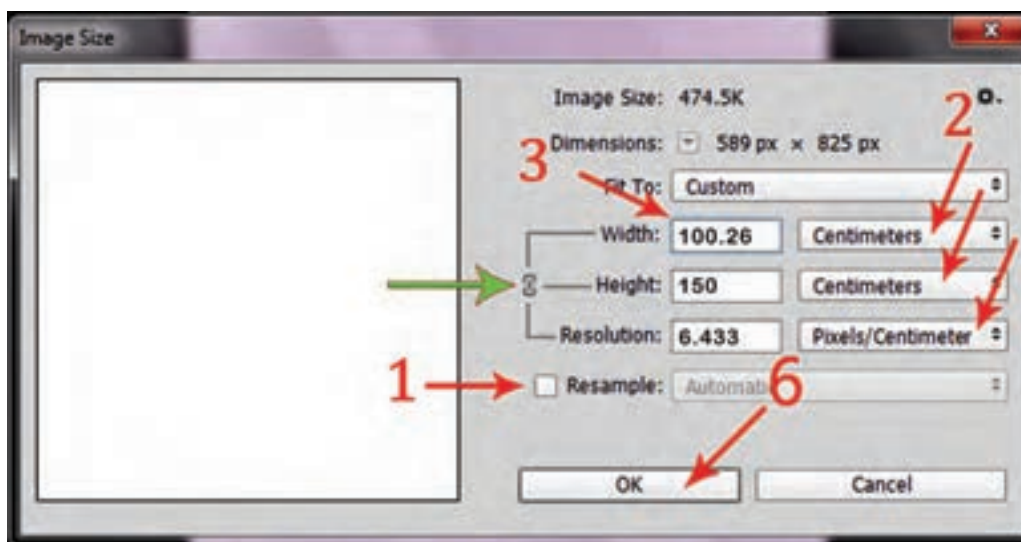 Image Size
Image Size: 474.5K
Dimensions: 589 px × 825 px
2
3
Fit To: Custom
Width: 100.26 Centimeters
Height: 150 Centimeters
Resolution: 6.433 Pixels/Centimeter
1 Resample:
6
OK Cancel